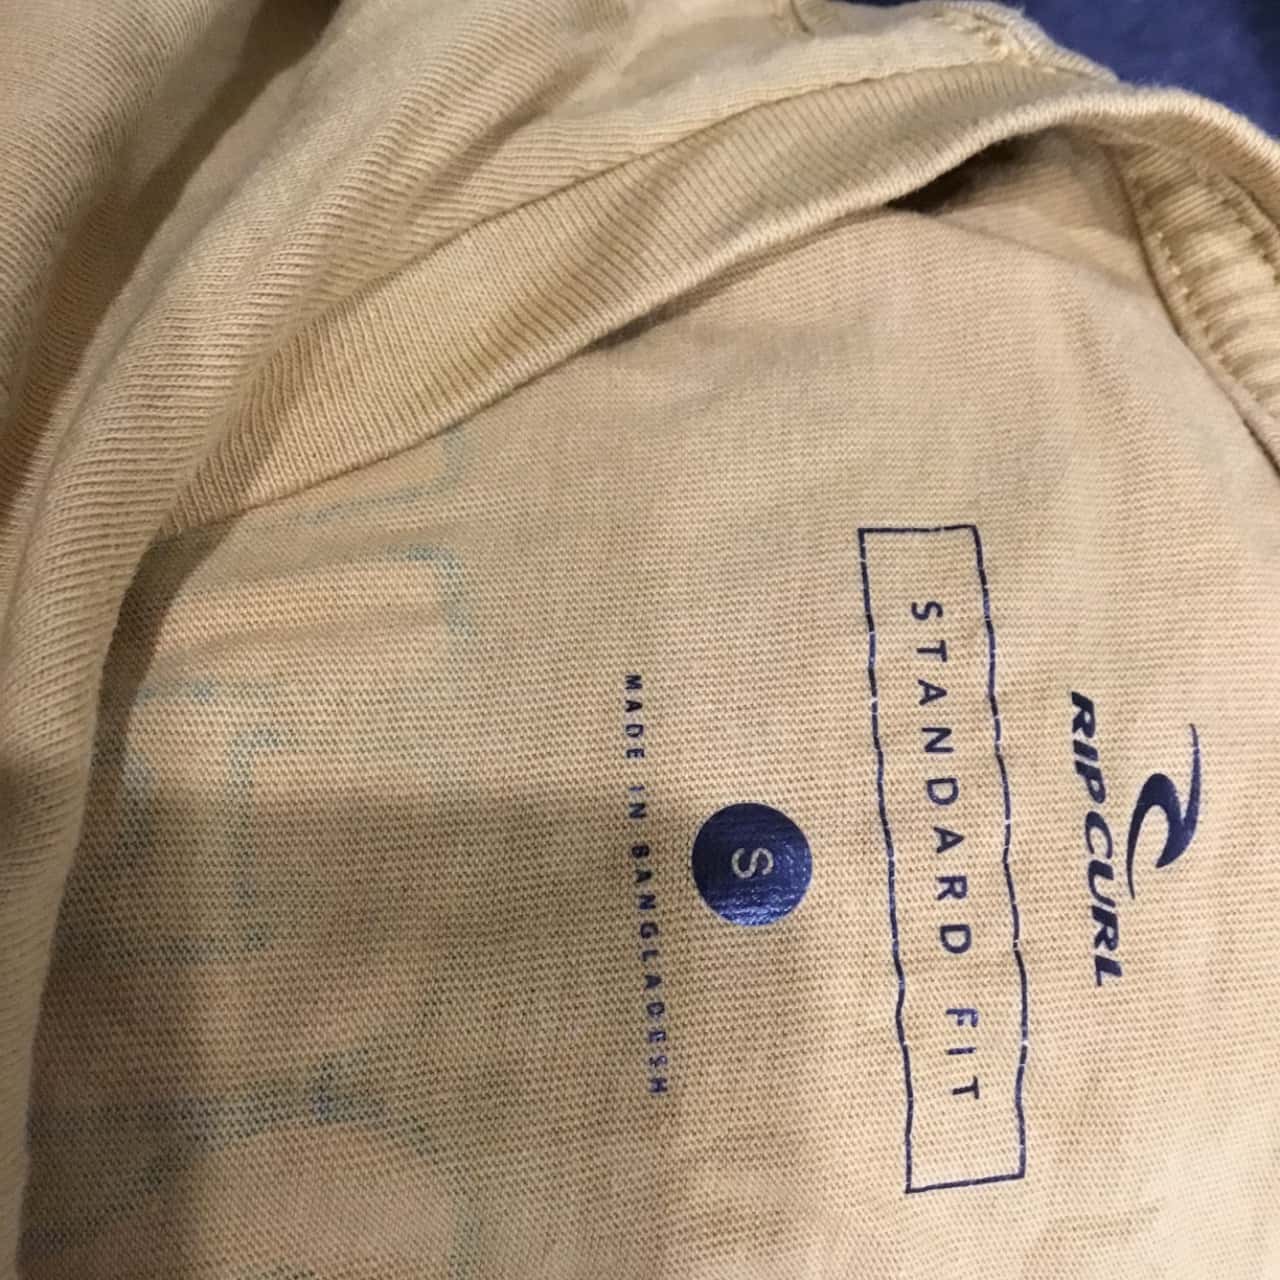 RIP CURL
STANDARD FIT
S
MADE IN BANGLADESH